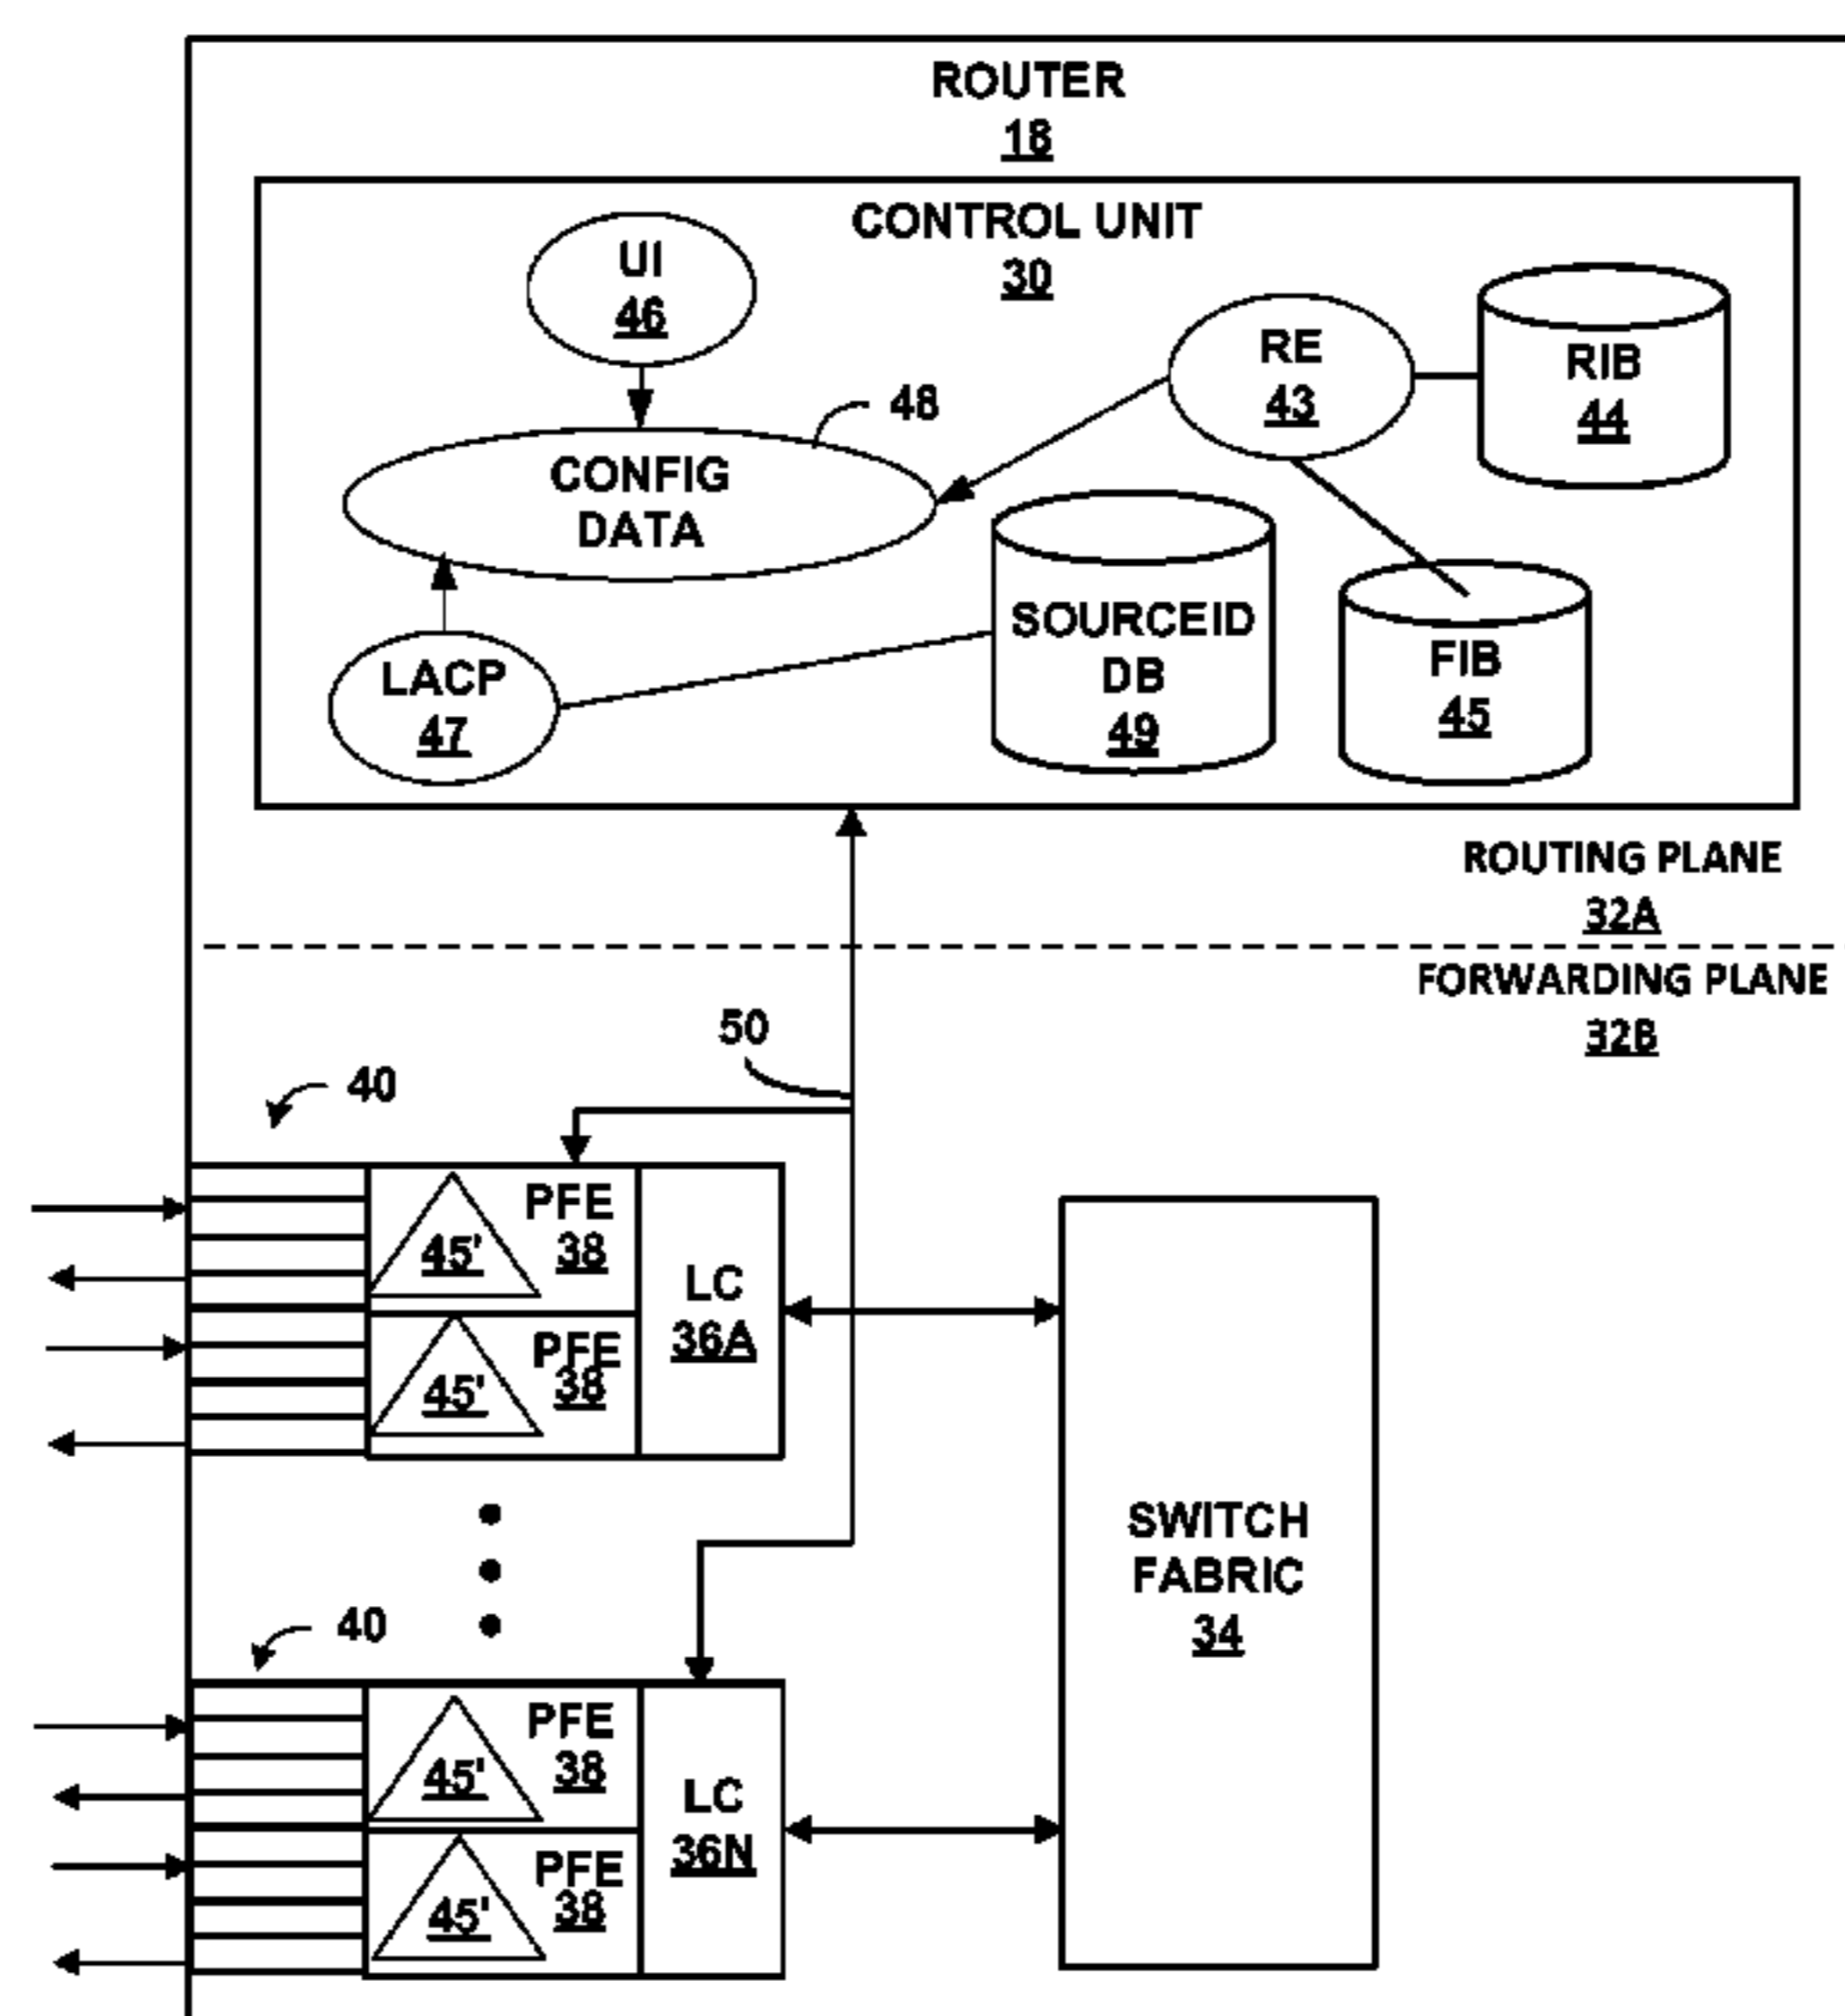 ROUTER
18
CONTROL UNIT
30
UI
46
48
CONFIG
DATA
RE
43
RIB
44
LACP
47
SOURCEID
DB
49
FIB
45
ROUTING PLANE
32A
FORWARDING PLANE
32B
50
40
PFE
38
45'
PFE
38
45'
LC
36A
SWITCH
FABRIC
34
40
PFE
38
45'
PFE
38
45'
LC
36N